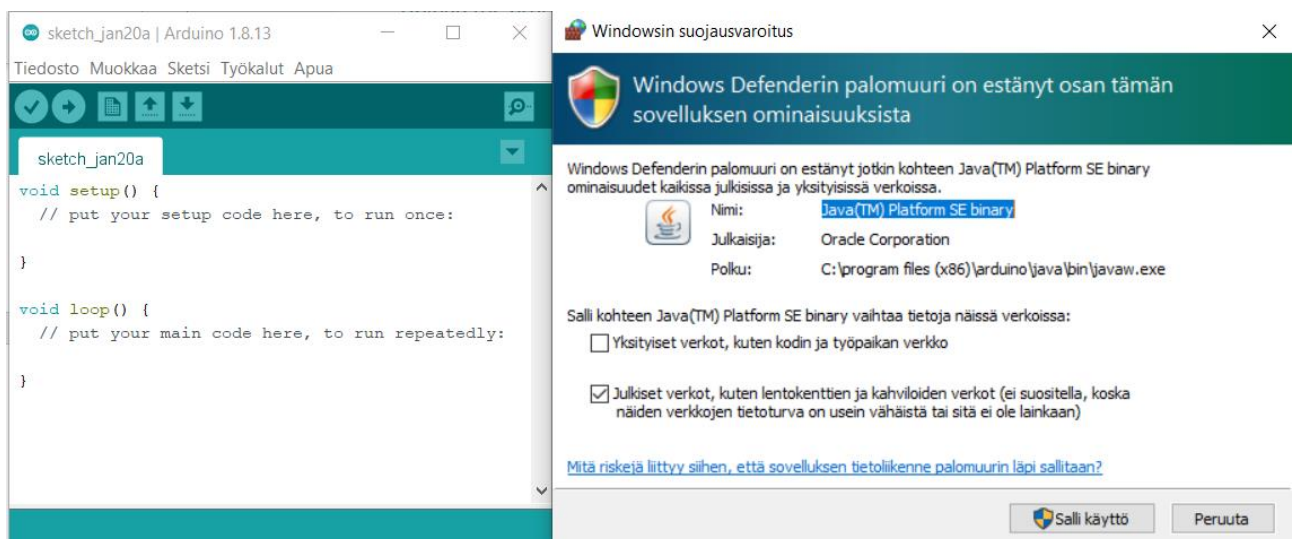 sketch_jan20a | Arduino 1.8.13
Tiedosto Muokkaa Sketsi Työkalut Apua
sketch_jan20a
void setup() {
// put your setup code here, to run once:
}
void loop() {
// put your main code here, to run repeatedly:
}
Windowsin suojausvaroitus
Windows Defenderin palomuuri on estänyt osan tämän
sovelluksen ominaisuuksista
Windows Defenderin palomuuri on estänyt jotkin kohteen Java(TM) Platform SE binary
ominaisuudet kaikissa julkisissa ja yksityisissä verkoissa.
Nimi: Java(TM) Platform SE binary
Julkaisija: Oracle Corporation
Polku: C:\program files (x86)\arduino\java\bin\javaw.exe
Salli kohteen Java(TM) Platform SE binary vaihtaa tietoja näissä verkoissa:
Yksityiset verkot, kuten kodin ja työpaikan verkko
Julkiset verkot, kuten lentokenttien ja kahviloiden verkot (ei suositella, koska
näiden verkkojen tietoturva on usein vähäistä tai sitä ei ole lainkaan)
Mitä riskejä liittyy siihen, että sovelluksen tietoliikenne palomuurin läpi sallitaan?
Salli käyttö
Peruuta